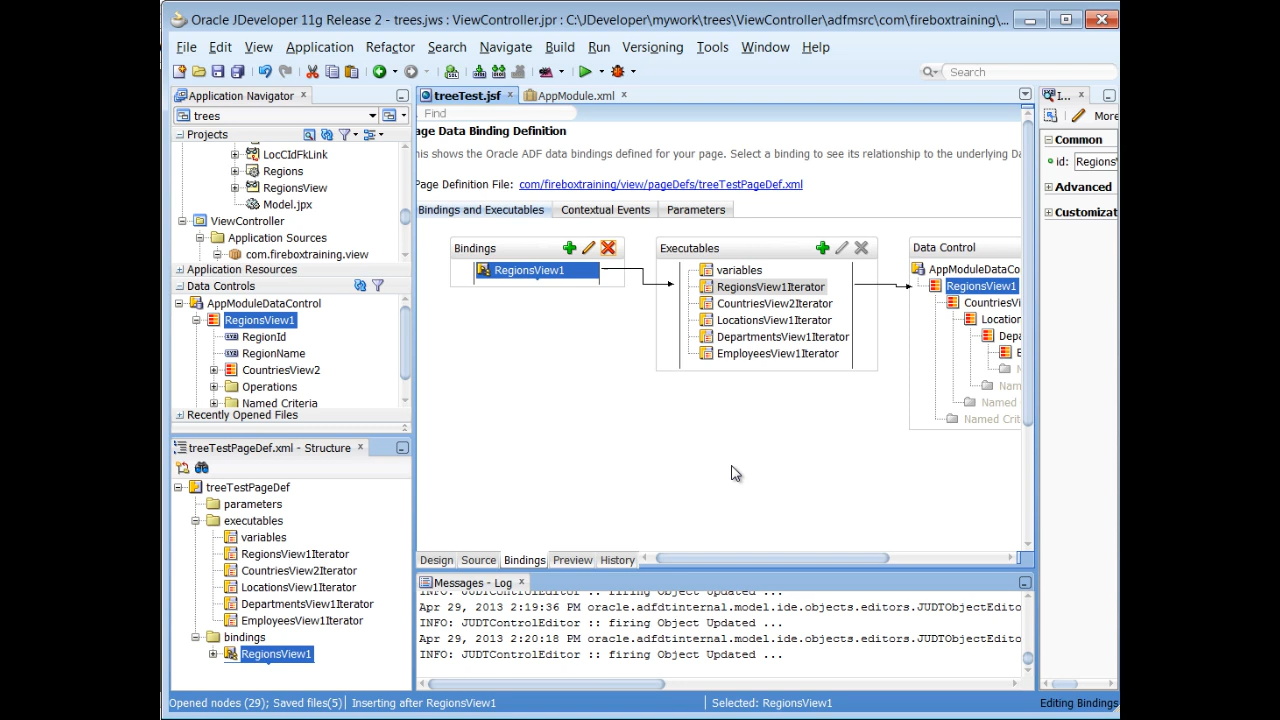 Oracle JDeveloper 11g Release 2 - trees.jws : ViewController.jpr : C:\JDeveloper\mywork\trees\ViewController\adfmsrc\com\fireboxtraining\...
File Edit View Application Refactor Search Navigate Build Run Versioning Tools Window Help
Search
Application Navigator
trees
Projects
LocCIdFkLink
Regions
RegionsView
Model.jpx
ViewController
Application Sources
com.fireboxtraining.view
Application Resources
Data Controls
AppModuleDataControl
RegionsView1
RegionId
RegionName
CountriesView2
Operations
Named Criteria
Recently Opened Files
treeTestPageDef.xml - Structure
treeTestPageDef
parameters
executables
variables
RegionsView1Iterator
CountriesView2Iterator
LocationsView1Iterator
DepartmentsView1Iterator
EmployeesView1Iterator
bindings
RegionsView1
treeTest.jsf AppModule.xml
Find
age Data Binding Definition
his shows the Oracle ADF data bindings defined for your page. Select a binding to see its relationship to the underlying Da
Page Definition File: com/fireboxtraining/view/pageDefs/treeTestPageDef.xml
Bindings and Executables Contextual Events Parameters
Bindings
RegionsView1
Executables
variables
RegionsView1Iterator
CountriesView2Iterator
LocationsView1Iterator
DepartmentsView1Iterator
EmployeesView1Iterator
Data Control
AppModuleDataCo
RegionsView1
CountriesVi
Location
Depa
E
N
Nam
Named
Named Crit
Design Source Bindings Preview History
Messages - Log
INFO: JUDTControlEditor :: firing Object Updated ...
Apr 29, 2013 2:19:36 PM oracle.adfdtinternal.model.ide.objects.editors.JUDTObjectEdito
INFO: JUDTControlEditor :: firing Object Updated ...
Apr 29, 2013 2:20:18 PM oracle.adfdtinternal.model.ide.objects.editors.JUDTObjectEdito
INFO: JUDTControlEditor :: firing Object Updated ...
I...
More
Common
id: Regions
Advanced
Customizat
Opened nodes (29); Saved files(5) Inserting after RegionsView1 Selected: RegionsView1 Editing Bindings